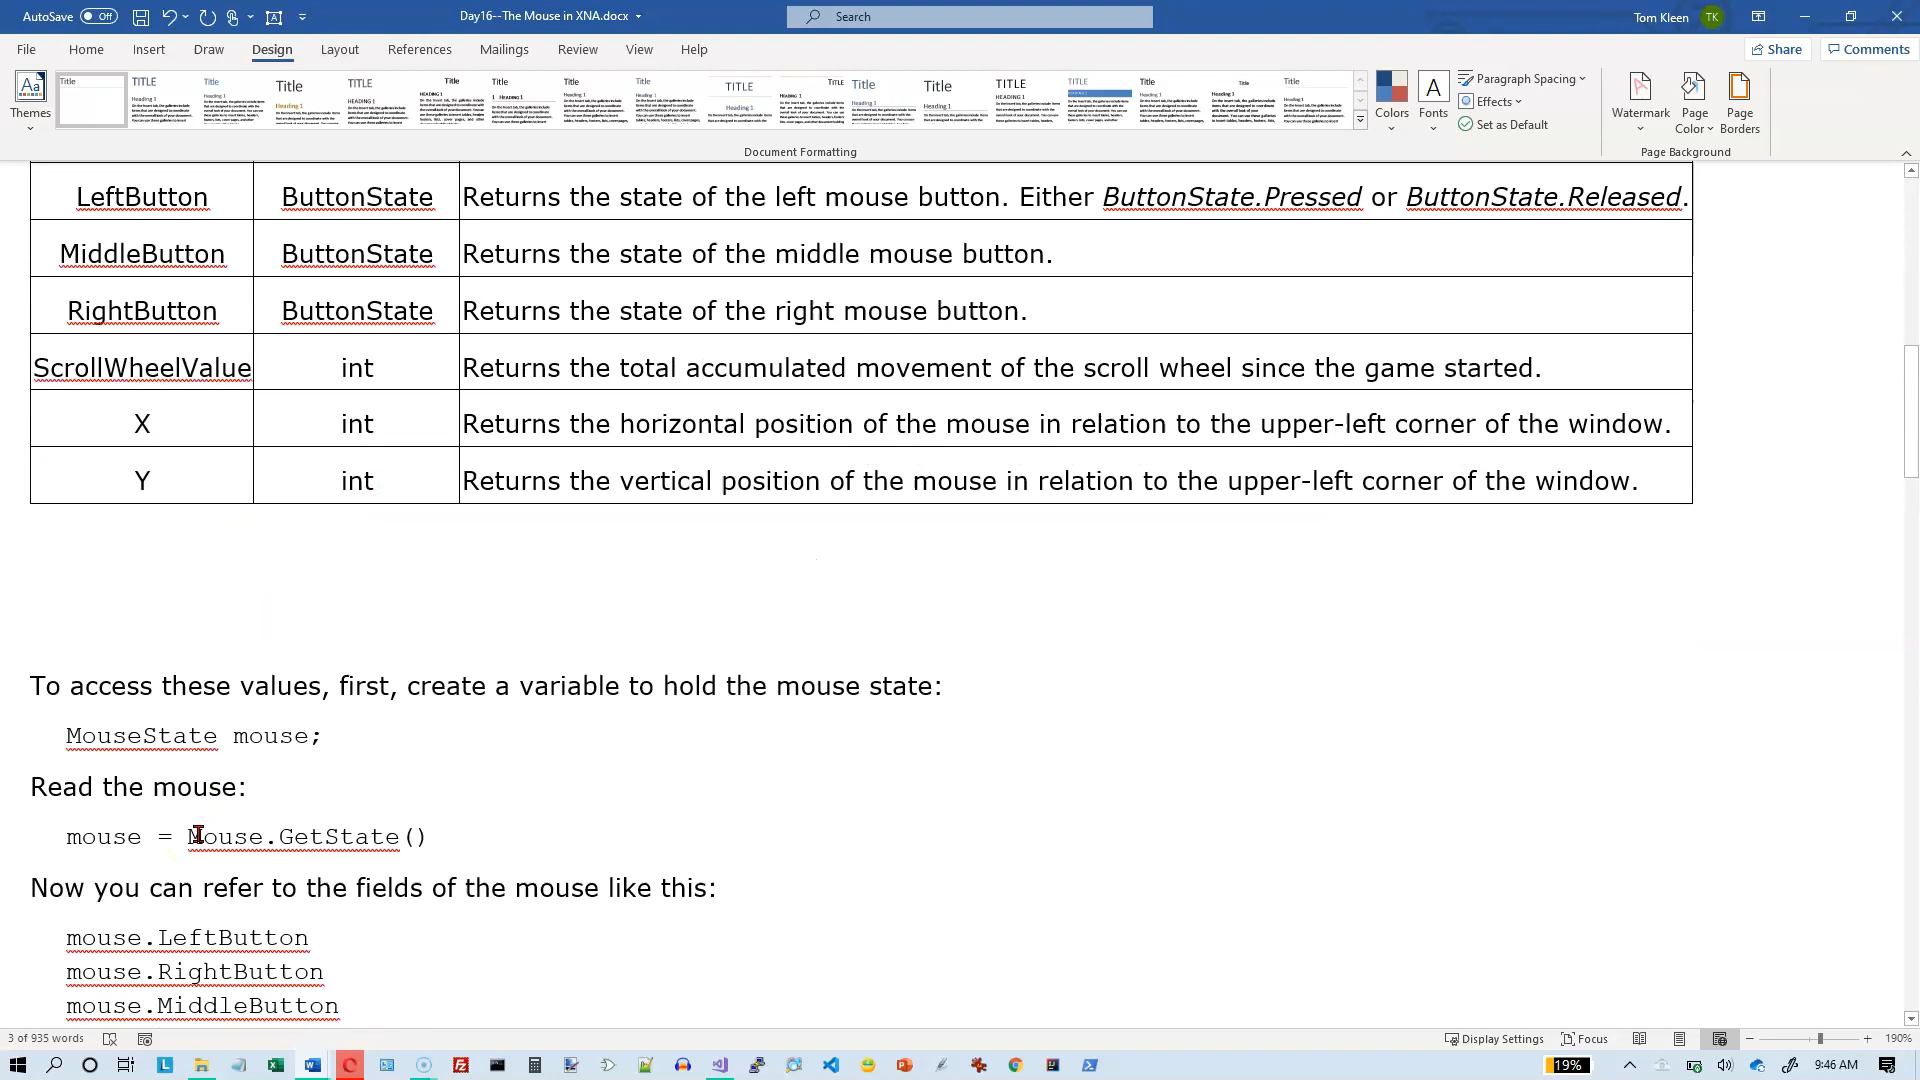 AutoSave Off
Day16--The Mouse in XNA.docx
Search
Tom Kleen TK
File Home Insert Draw Design Layout References Mailings Review View Help
Share Comments
Themes
Colors
Fonts
Paragraph Spacing
Effects
Set as Default
Watermark
Page Color
Page Borders
Document Formatting
Page Background
LeftButton ButtonState Returns the state of the left mouse button. Either ButtonState.Pressed or ButtonState.Released.
MiddleButton ButtonState Returns the state of the middle mouse button.
RightButton ButtonState Returns the state of the right mouse button.
ScrollWheelValue int Returns the total accumulated movement of the scroll wheel since the game started.
X int Returns the horizontal position of the mouse in relation to the upper-left corner of the window.
Y int Returns the vertical position of the mouse in relation to the upper-left corner of the window.
To access these values, first, create a variable to hold the mouse state:
MouseState mouse;
Read the mouse:
mouse = Mouse.GetState()
Now you can refer to the fields of the mouse like this:
mouse.LeftButton
mouse.RightButton
mouse.MiddleButton
3 of 935 words
Display Settings Focus 190%
19% 9:46 AM